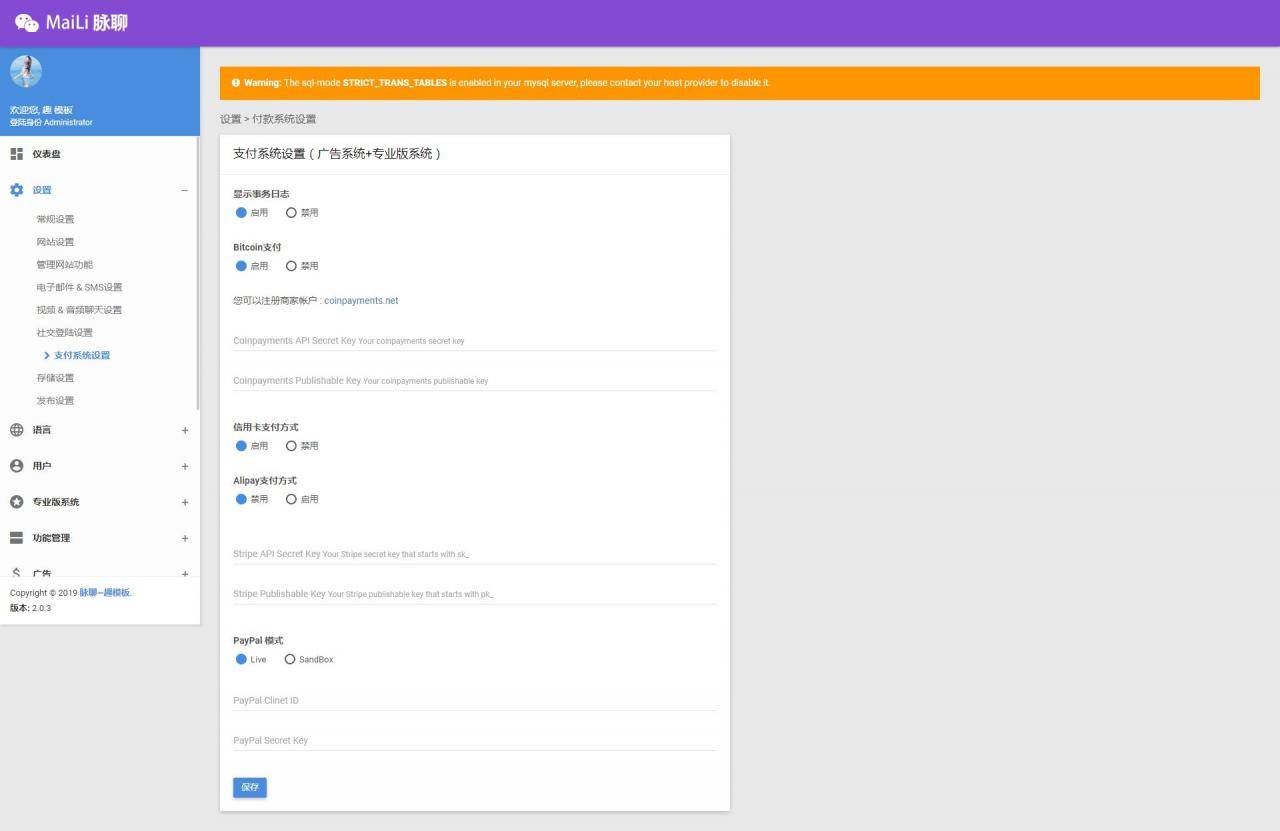 MaiLi 脉聊
欢迎您, 趣 模板
登陆身份 Administrator
仪表盘
设置
常规设置
网站设置
管理网站功能
电子邮件 & SMS设置
视频 & 音频聊天设置
社交登陆设置
支付系统设置
存储设置
发布设置
语言
用户
专业版系统
功能管理
广告
Copyright © 2019 脉聊–趣模板.
版本: 2.0.3
Warning: The sql-mode STRICT_TRANS_TABLES is enabled in your mysql server, please contact your host provider to disable it.
设置 > 付款系统设置
支付系统设置 ( 广告系统+专业版系统 )
显示事务日志
启用 禁用
Bitcoin支付
启用 禁用
您可以注册商家帐户 : coinpayments.net
Coinpayments API Secret Key Your coinpayments secret key
Coinpayments Publishable Key Your coinpayments publishable key
信用卡支付方式
启用 禁用
Alipay支付方式
禁用 启用
Stripe API Secret Key Your Stripe secret key that starts with sk_
Stripe Publishable Key Your Stripe publishable key that starts with pk_
PayPal 模式
Live SandBox
PayPal Clinet ID
PayPal Secret Key
保存